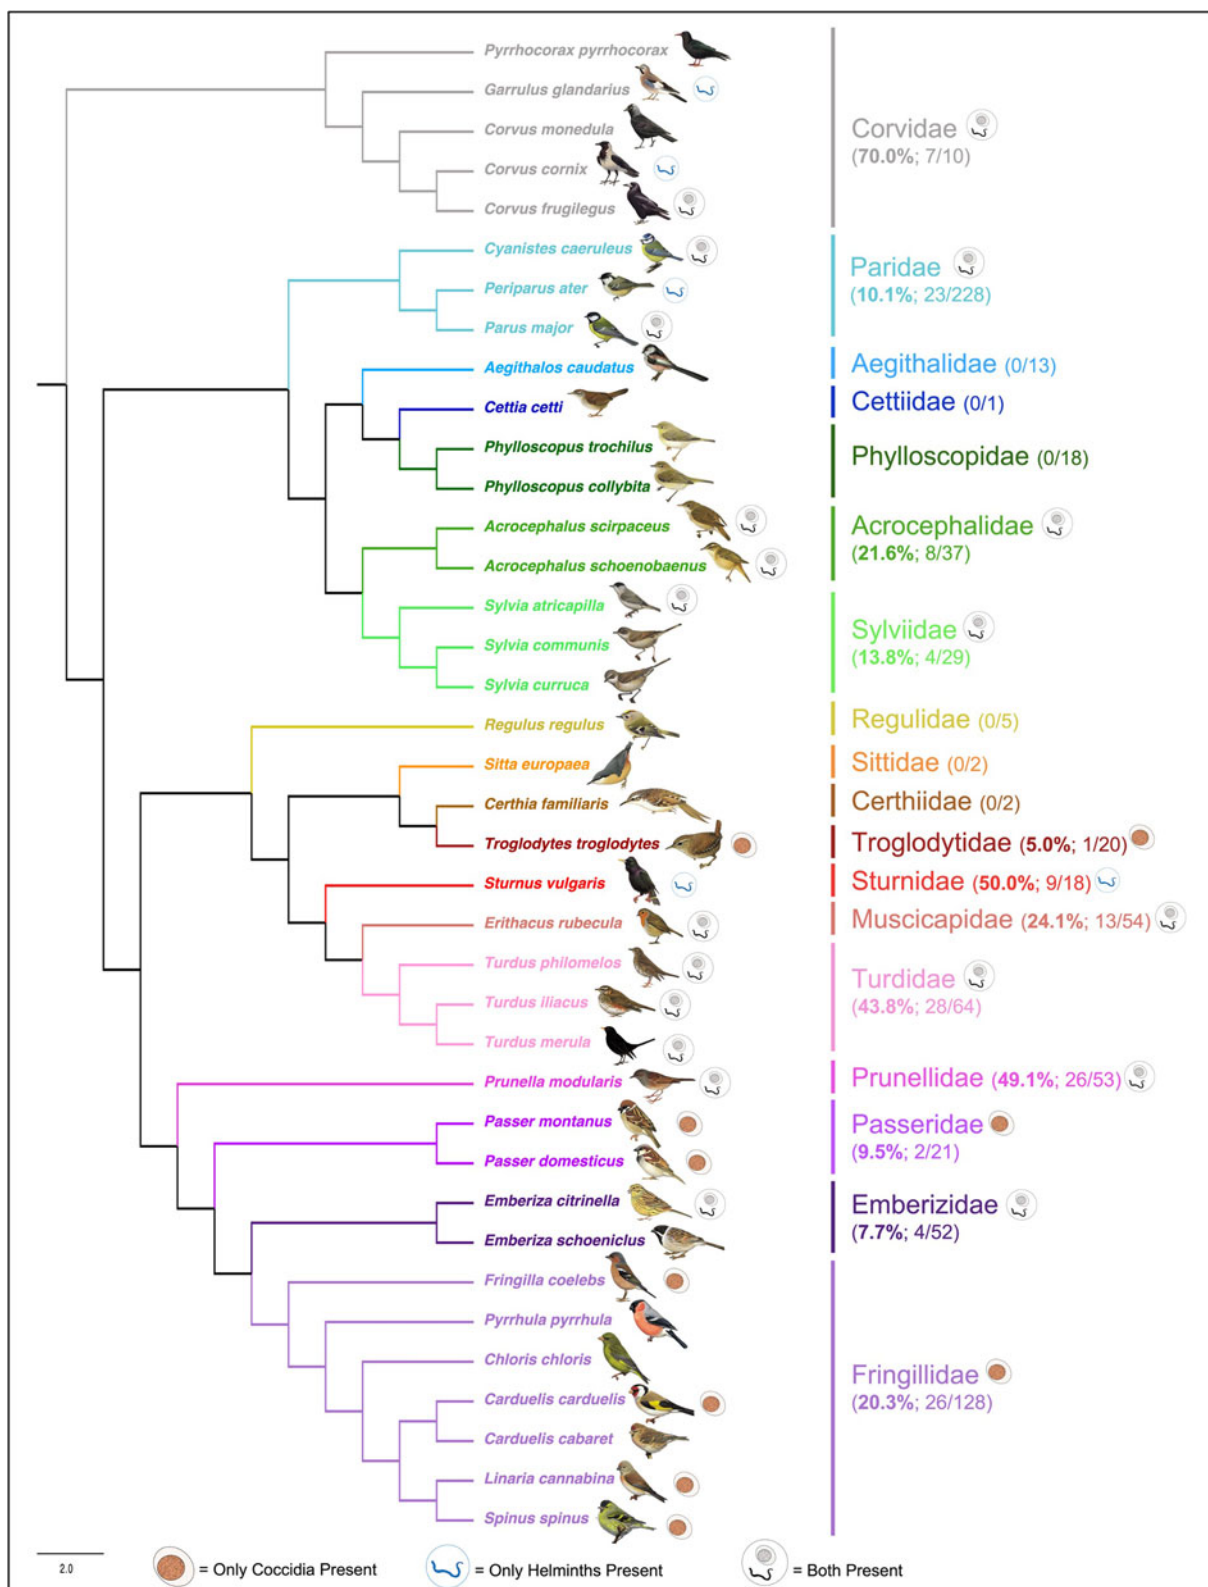 Pyrrhocorax pyrrhocorax
Garrulus glandarius
Corvus monedula
Corvus cornix
Corvus frugilegus
Corvidae
(70.0%; 7/10)
Cyanistes caeruleus
Periparus ater
Parus major
Paridae
(10.1%; 23/228)
Aegithalos caudatus
Aegithalidae (0/13)
Cettia cetti
Cettiidae (0/1)
Phylloscopus trochilus
Phylloscopus collybita
Phylloscopidae (0/18)
Acrocephalus scirpaceus
Acrocephalus schoenobaenus
Acrocephalidae
(21.6%; 8/37)
Sylvia atricapilla
Sylvia communis
Sylvia curruca
Sylviidae
(13.8%; 4/29)
Regulus regulus
Regulidae (0/5)
Sitta europaea
Sittidae (0/2)
Certhia familiaris
Certhiidae (0/2)
Troglodytes troglodytes
Troglodytidae (5.0%; 1/20)
Sturnus vulgaris
Sturnidae (50.0%; 9/18)
Erithacus rubecula
Muscicapidae (24.1%; 13/54)
Turdus philomelos
Turdus iliacus
Turdus merula
Turdidae
(43.8%; 28/64)
Prunella modularis
Prunellidae (49.1%; 26/53)
Passer montanus
Passer domesticus
Passeridae
(9.5%; 2/21)
Emberiza citrinella
Emberiza schoeniclus
Emberizidae
(7.7%; 4/52)
Fringilla coelebs
Pyrrhula pyrrhula
Chloris chloris
Carduelis carduelis
Carduelis cabaret
Linaria cannabina
Spinus spinus
Fringillidae
(20.3%; 26/128)
2.0
= Only Coccidia Present
= Only Helminths Present
= Both Present